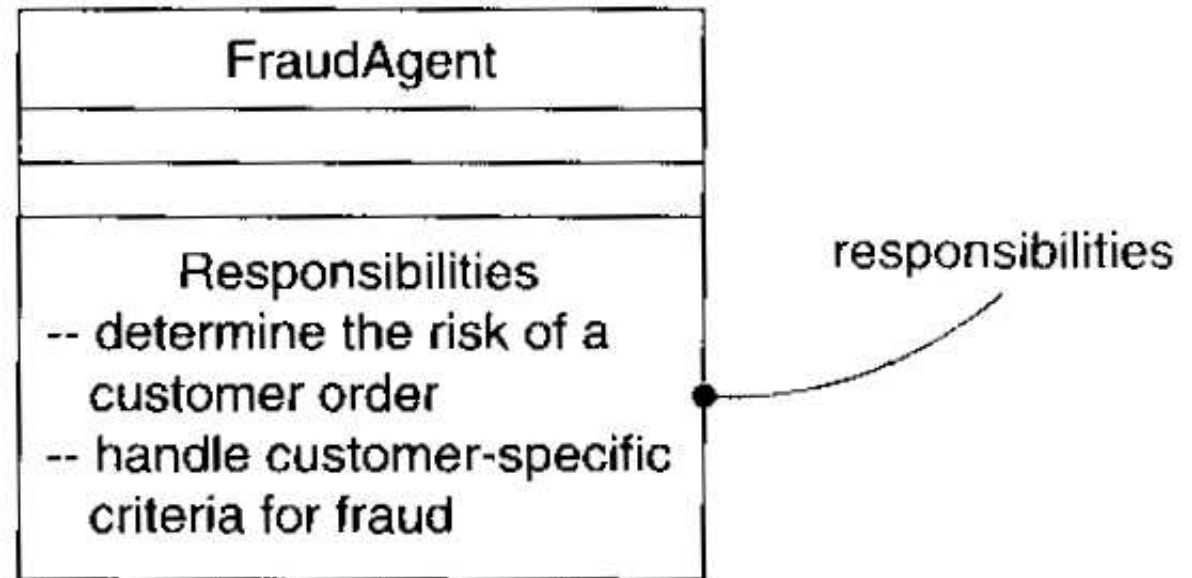 FraudAgent
Responsibilities
-- determine the risk of a
customer order
-- handle customer-specific
criteria for fraud
responsibilities